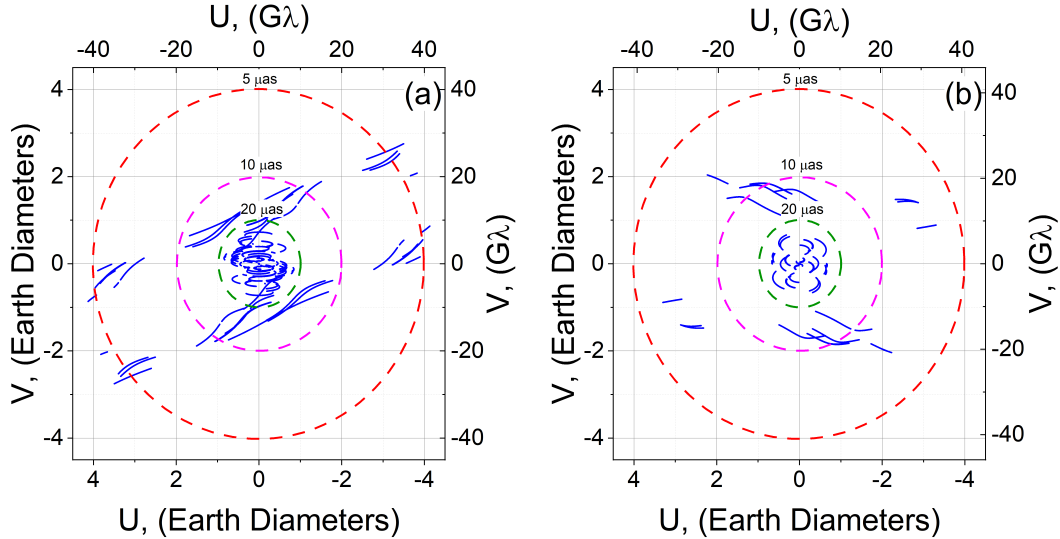 U, (Gλ)
-40 -20 0 20 40
5 μas
(a)
10 μas
20 μas
4
2
0
-2
-4
V, (Earth Diameters)
40
20
0
-20
-40
V, (Gλ)
4 2 0 -2 -4
U, (Earth Diameters)
U, (Gλ)
-40 -20 0 20 40
5 μas
(b)
10 μas
20 μas
4
2
0
-2
-4
V, (Earth Diameters)
40
20
0
-20
-40
V, (Gλ)
4 2 0 -2 -4
U, (Earth Diameters)